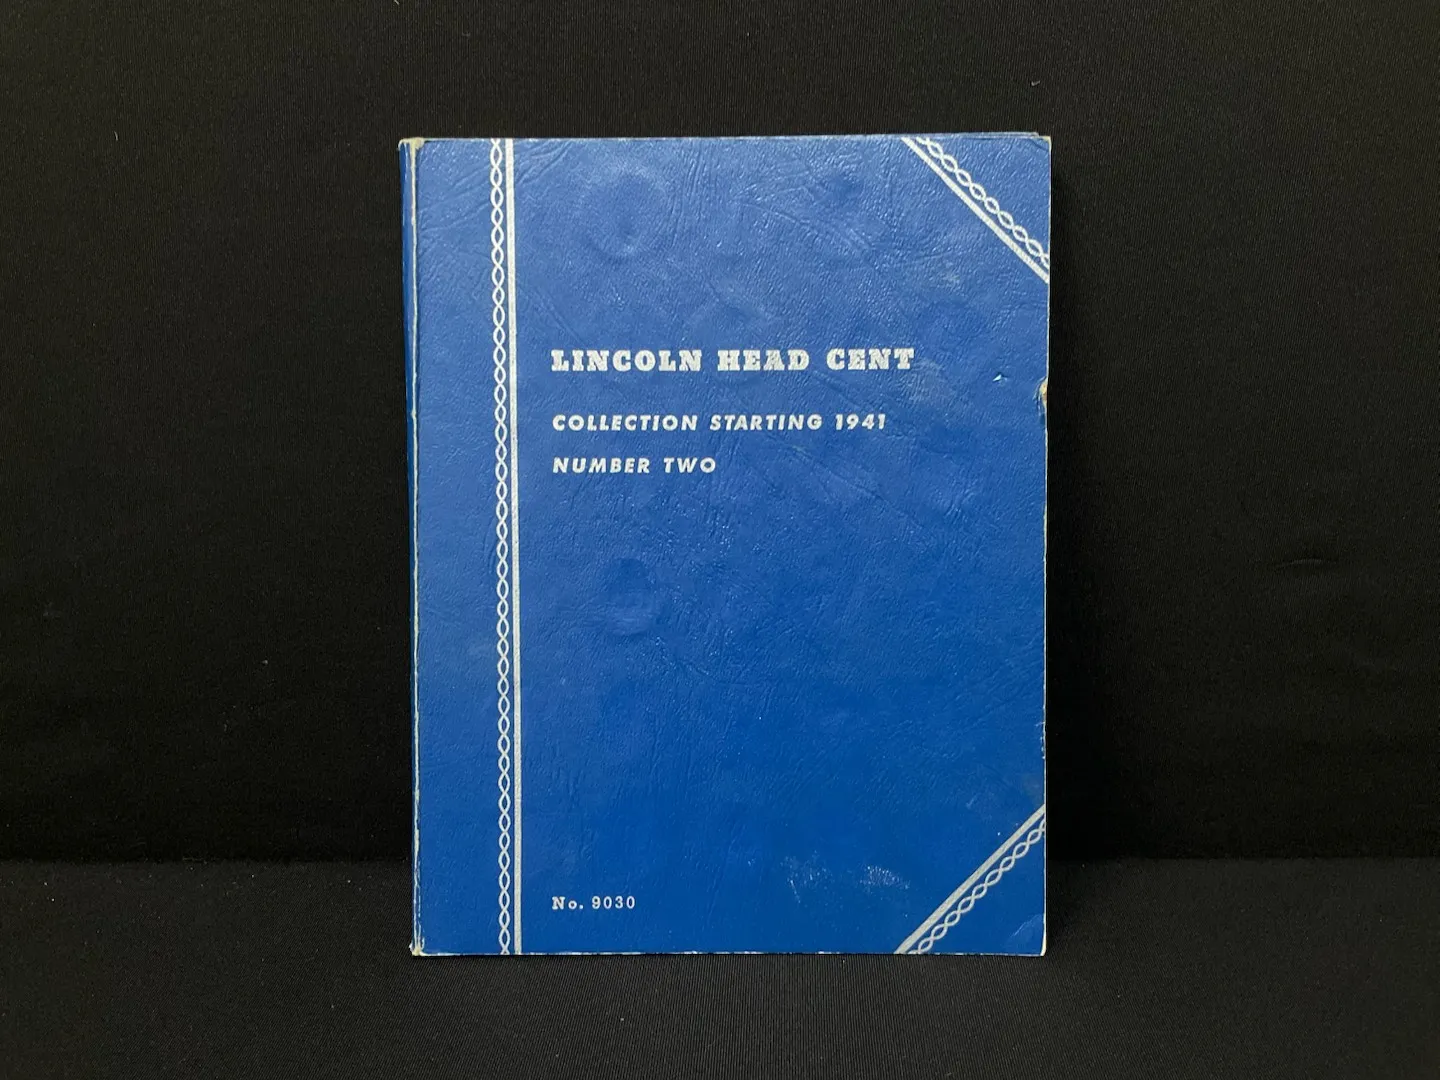 LINCOLN HEAD CENT
COLLECTION STARTING 1941
NUMBER TWO
No. 9030